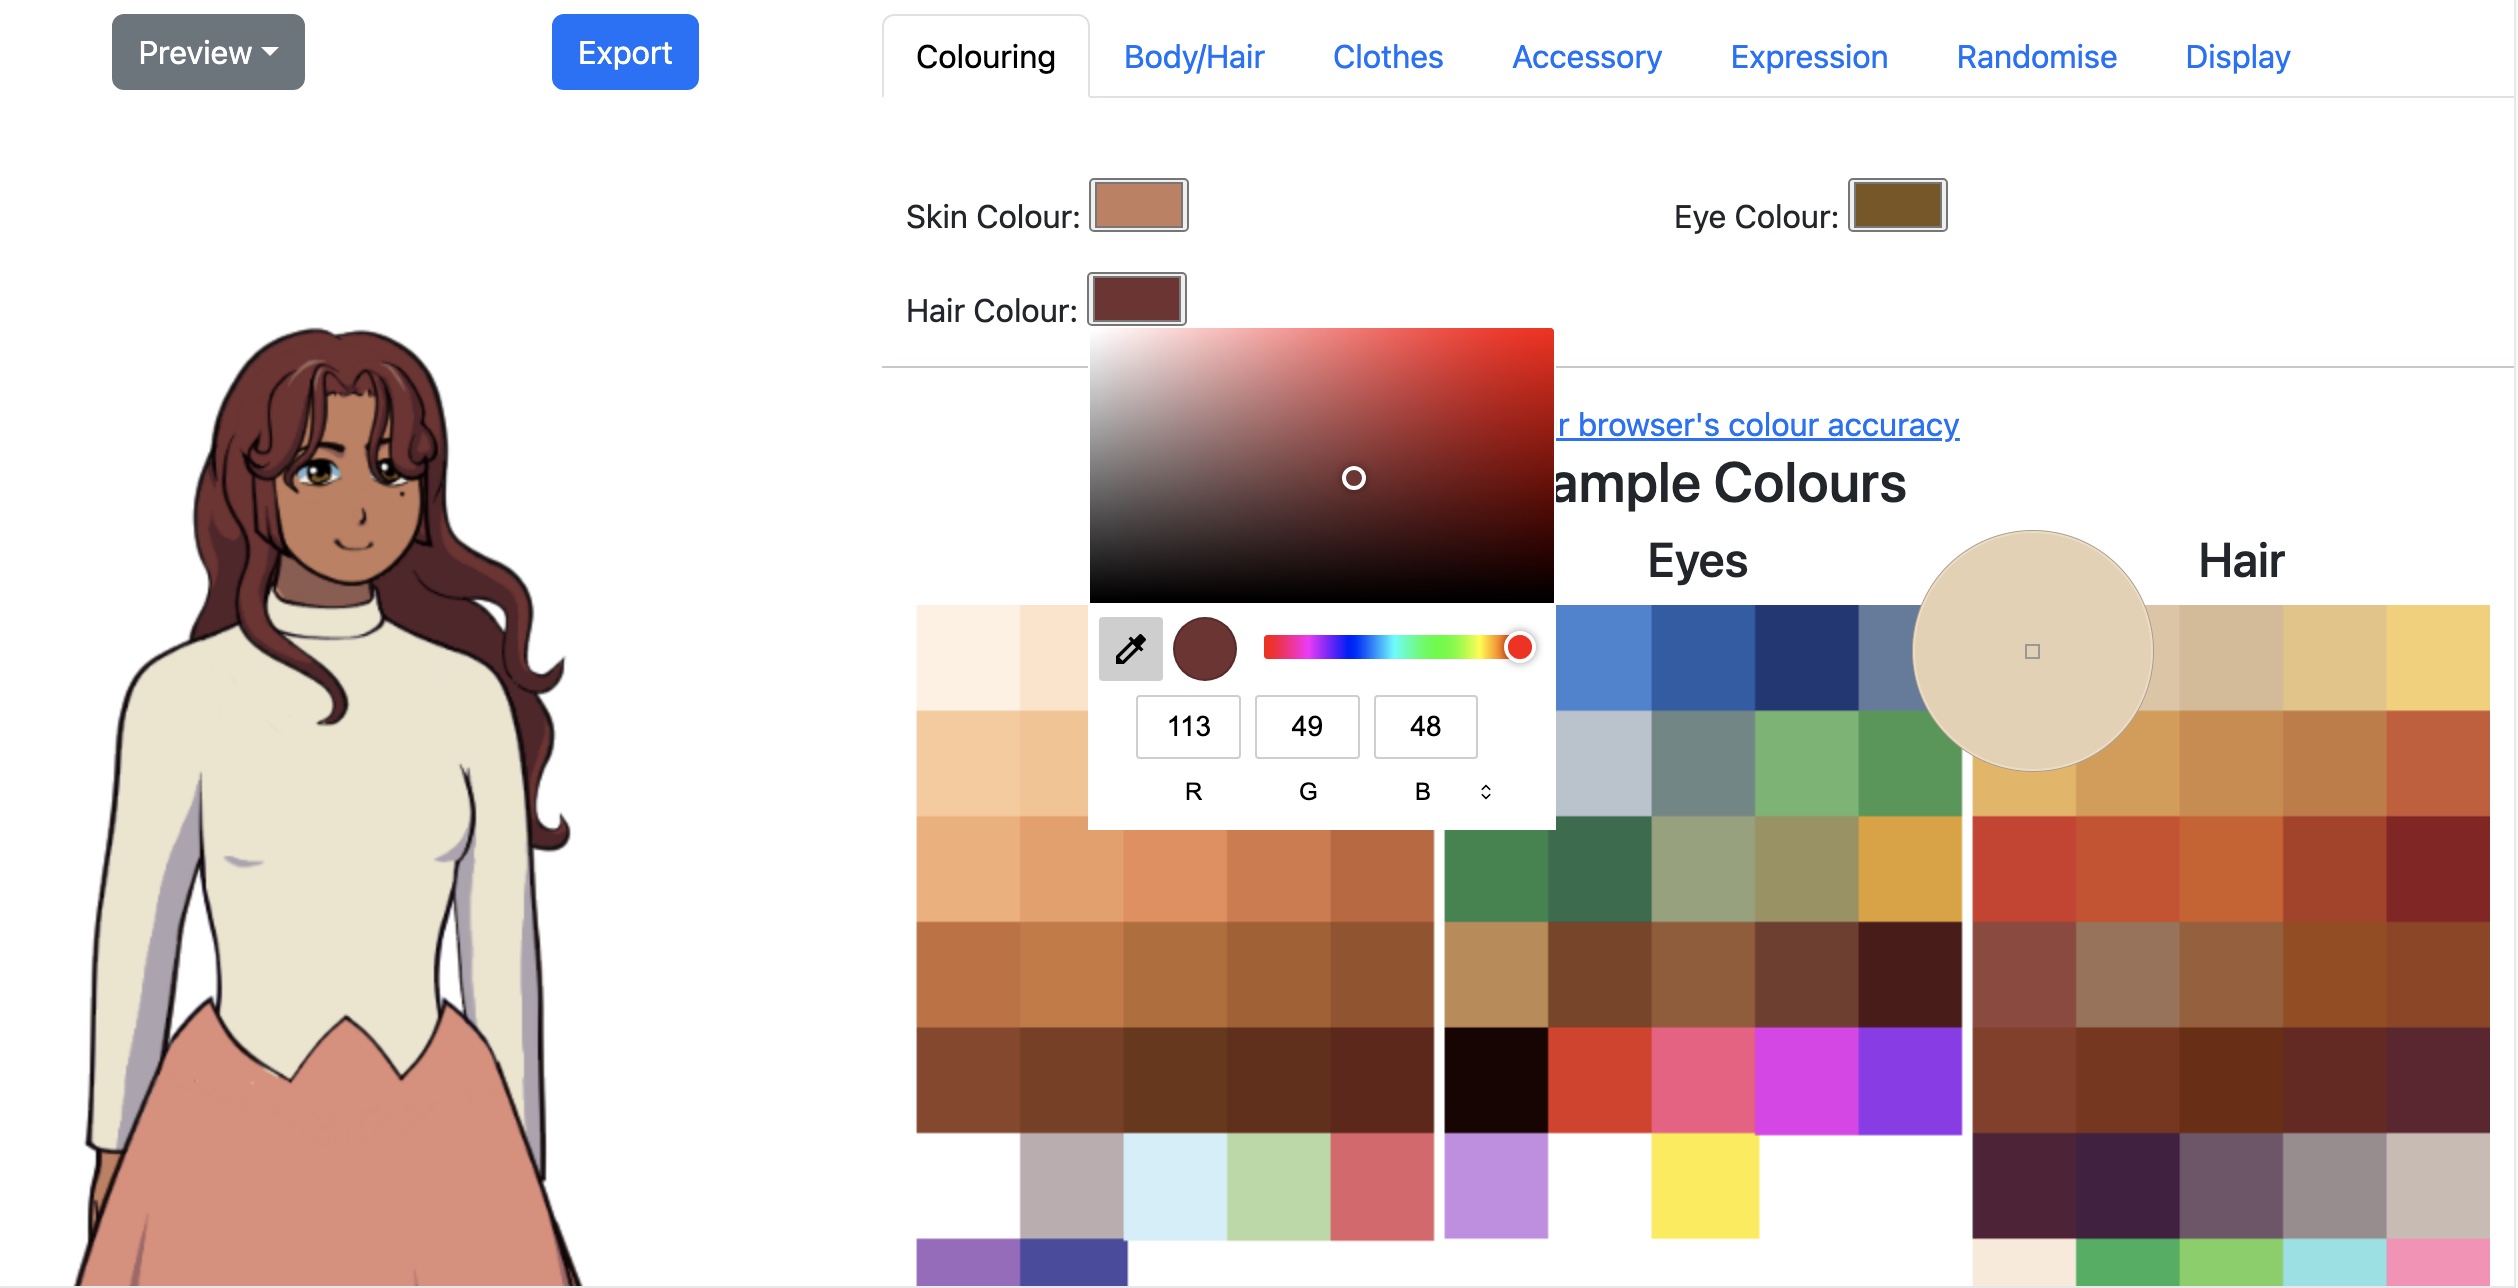 Preview
Export
Colouring
Body/Hair
Clothes
Accessory
Expression
Randomise
Display
Skin Colour:
Eye Colour:
Hair Colour:
r browser's colour accuracy
ample Colours
Eyes
Hair
113
49
48
R
G
B